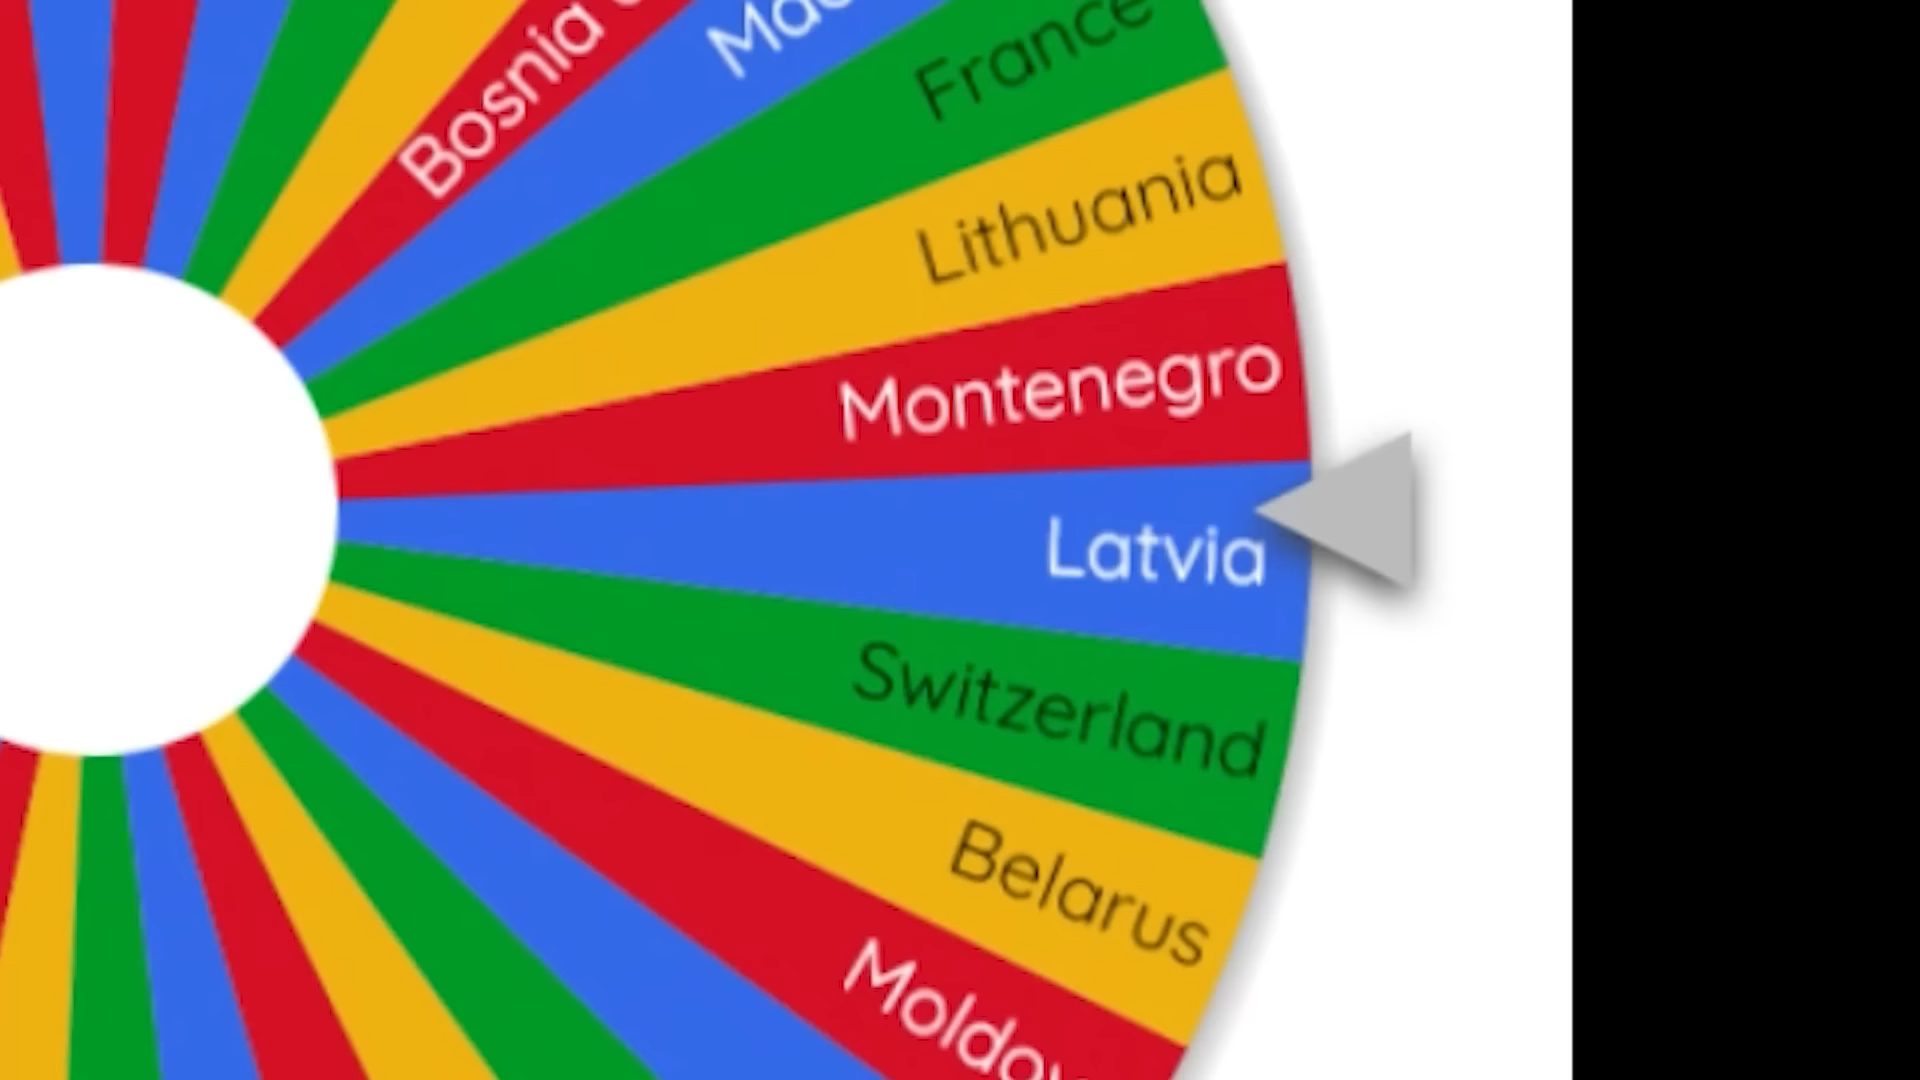 Bosnia
France
Lithuania
Montenegro
Latvia
Switzerland
Belarus